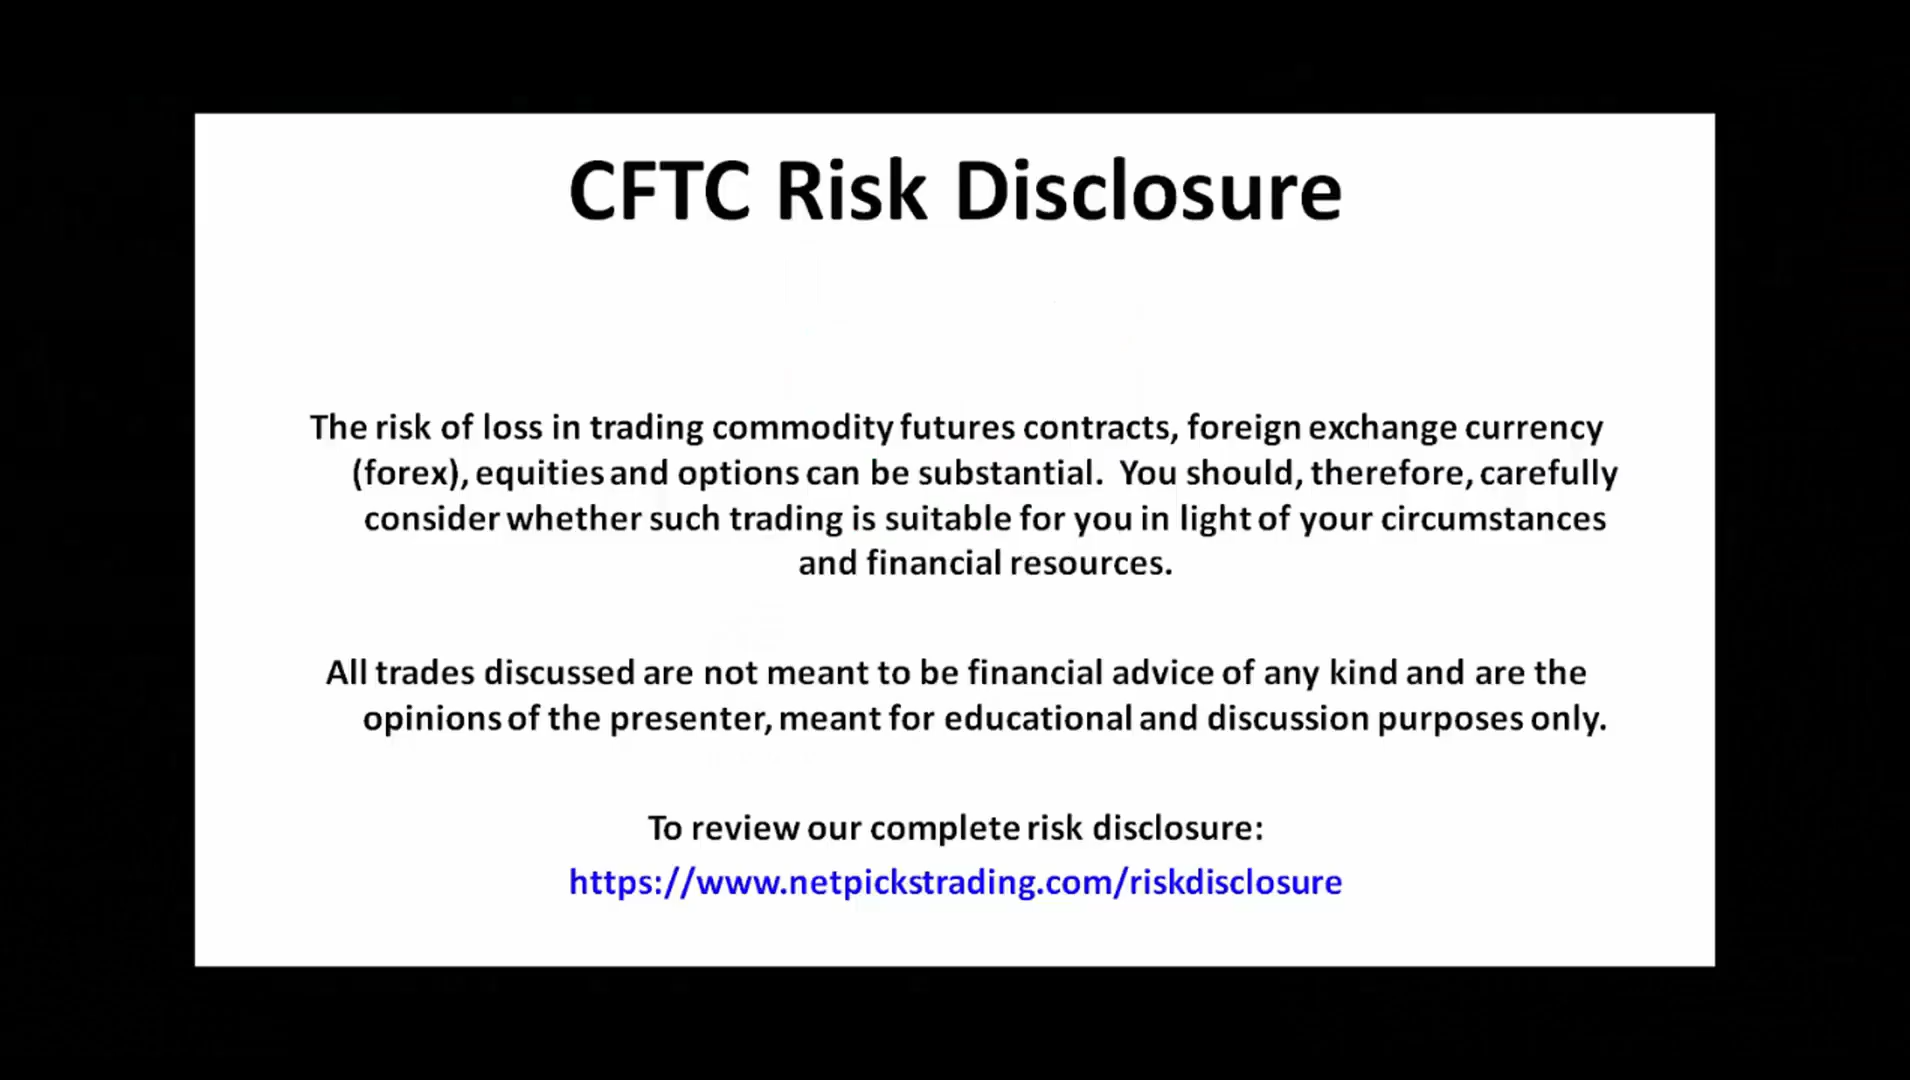 CFTC Risk Disclosure
The risk of loss in trading commodity futures contracts, foreign exchange currency
(forex), equities and options can be substantial.  You should, therefore, carefully
consider whether such trading is suitable for you in light of your circumstances
and financial resources.
All trades discussed are not meant to be financial advice of any kind and are the
opinions of the presenter, meant for educational and discussion purposes only.
To review our complete risk disclosure:
https://www.netpickstrading.com/riskdisclosure